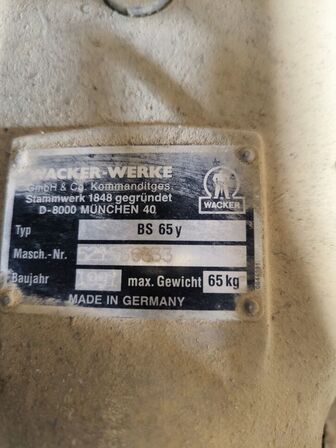 WACKER-WERKE
GmbH & Co. Kommanditges.
Stammwerk 1848 gegründet
D-8000 MÜNCHEN 40
WACKER
Typ BS 65 y
Masch.-Nr.
Baujahr max. Gewicht 65 kg
MADE IN GERMANY